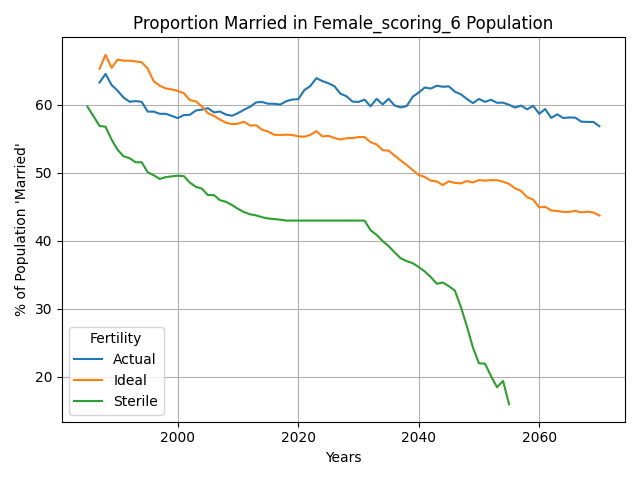 Proportion Married in Female_scoring_6 Population
% of Population 'Married'
60
50
40
30
20
Fertility
Actual
Ideal
Sterile
2000
2020
2040
2060
Years